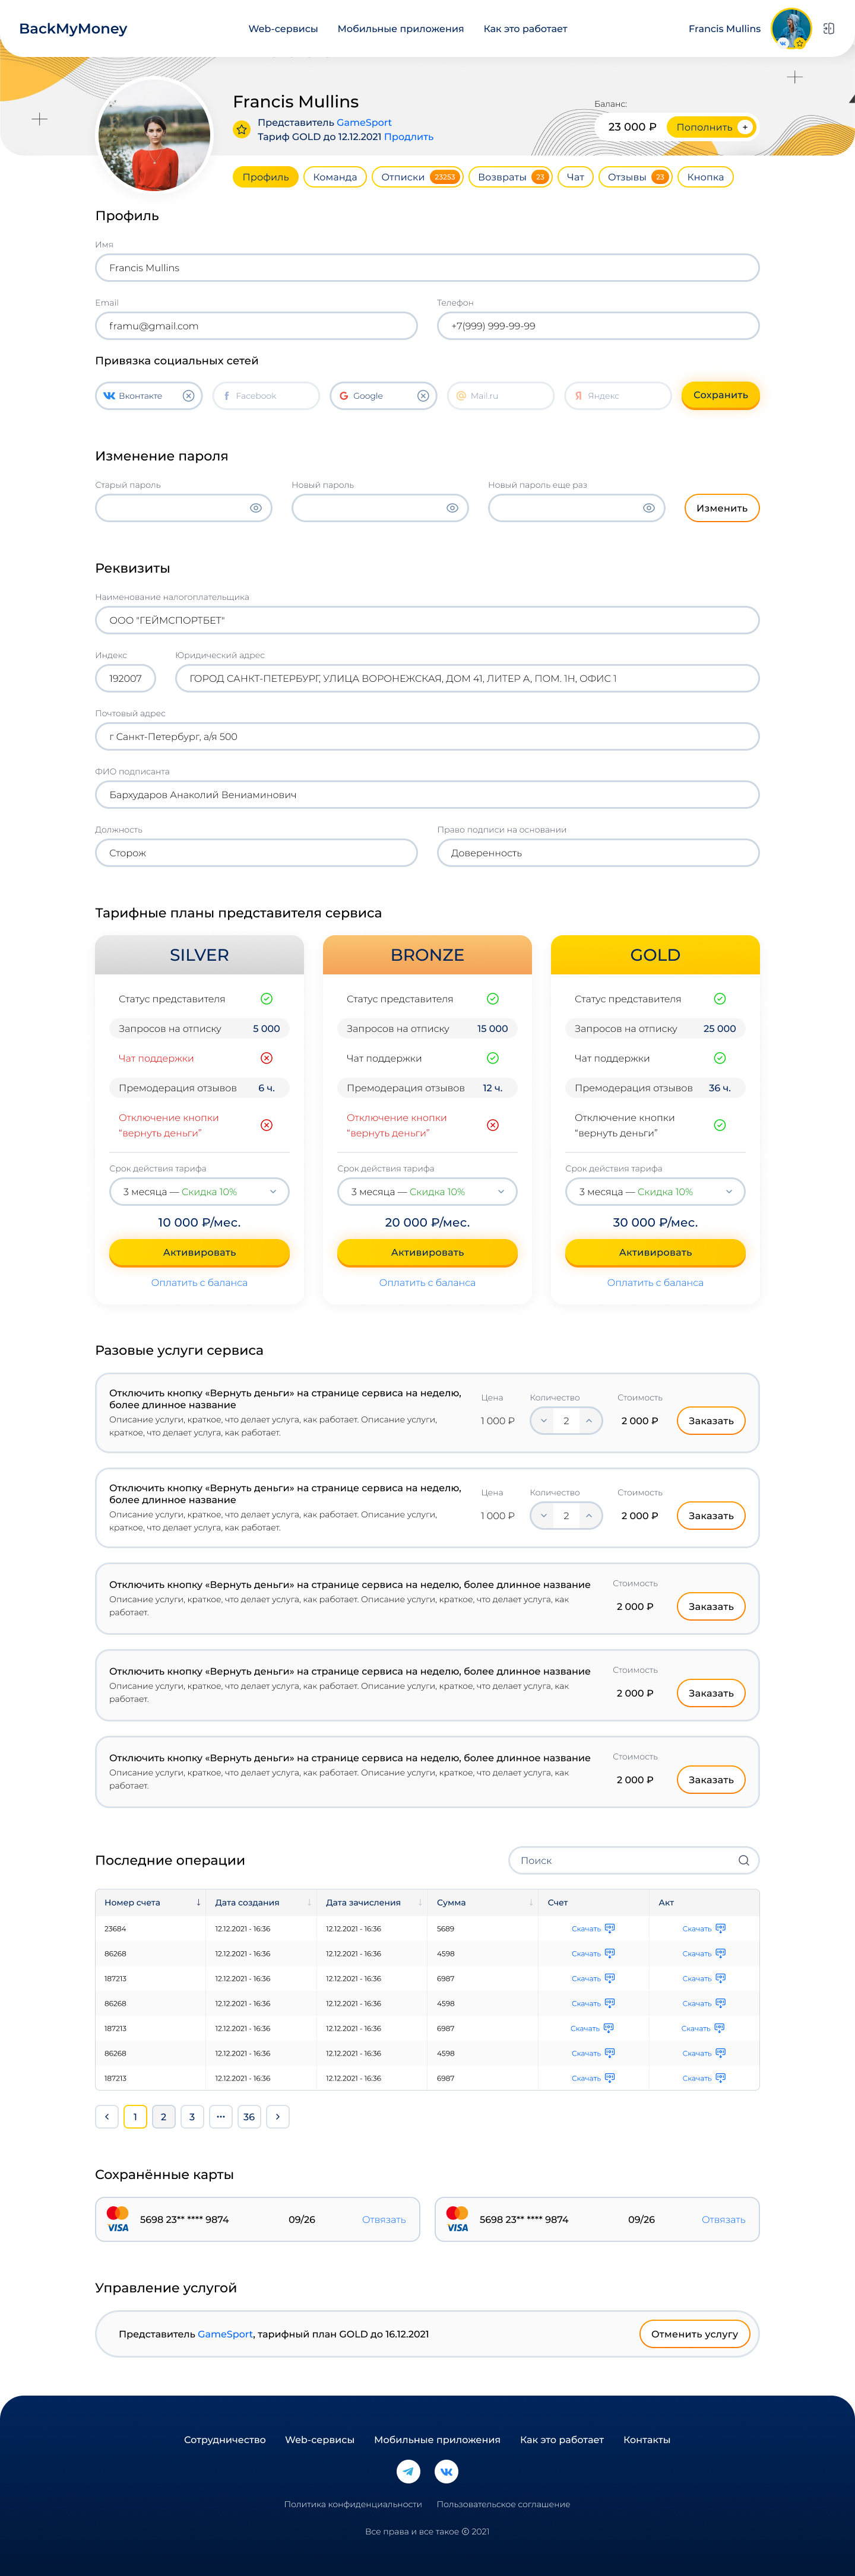 BackMyMoney
Web-сервисы Мобильные приложения Как это работает
Francis Mullins
Francis Mullins
Представитель GameSport
Тариф GOLD до 12.12.2021 Продлить
Баланс:
23 000 ₽ Пополнить +
Профиль Команда Отписки 23253 Возвраты 23 Чат Отзывы 23 Кнопка
Профиль
Имя
Francis Mullins
Email Телефон
framu@gmail.com +7(999) 999-99-99
Привязка социальных сетей
Вконтакте Facebook Google Mail.ru Яндекс Сохранить
Изменение пароля
Старый пароль Новый пароль Новый пароль еще раз
Изменить
Реквизиты
Наименование налогоплательщика
ООО "ГЕЙМСПОРТБЕТ"
Индекс Юридический адрес
192007 ГОРОД САНКТ-ПЕТЕРБУРГ, УЛИЦА ВОРОНЕЖСКАЯ, ДОМ 41, ЛИТЕР А, ПОМ. 1Н, ОФИС 1
Почтовый адрес
г Санкт-Петербург, а/я 500
ФИО подписанта
Бархударов Анаколий Вениаминович
Должность Право подписи на основании
Сторож Доверенность
Тарифные планы представителя сервиса
SILVER
Статус представителя
Запросов на отписку 5 000
Чат поддержки
Премодерация отзывов 6 ч.
Отключение кнопки
"вернуть деньги"
Срок действия тарифа
3 месяца — Скидка 10%
10 000 ₽/мес.
Активировать
Оплатить с баланса
BRONZE
Статус представителя
Запросов на отписку 15 000
Чат поддержки
Премодерация отзывов 12 ч.
Отключение кнопки
"вернуть деньги"
Срок действия тарифа
3 месяца — Скидка 10%
20 000 ₽/мес.
Активировать
Оплатить с баланса
GOLD
Статус представителя
Запросов на отписку 25 000
Чат поддержки
Премодерация отзывов 36 ч.
Отключение кнопки
"вернуть деньги"
Срок действия тарифа
3 месяца — Скидка 10%
30 000 ₽/мес.
Активировать
Оплатить с баланса
Разовые услуги сервиса
Отключить кнопку «Вернуть деньги» на странице сервиса на неделю,
более длинное название
Описание услуги, краткое, что делает услуга, как работает. Описание услуги,
краткое, что делает услуга, как работает.
Цена Количество Стоимость
1 000 ₽ 2 2 000 ₽ Заказать
Отключить кнопку «Вернуть деньги» на странице сервиса на неделю,
более длинное название
Описание услуги, краткое, что делает услуга, как работает. Описание услуги,
краткое, что делает услуга, как работает.
Цена Количество Стоимость
1 000 ₽ 2 2 000 ₽ Заказать
Отключить кнопку «Вернуть деньги» на странице сервиса на неделю, более длинное название
Описание услуги, краткое, что делает услуга, как работает. Описание услуги, краткое, что делает услуга, как
работает.
Стоимость
2 000 ₽ Заказать
Отключить кнопку «Вернуть деньги» на странице сервиса на неделю, более длинное название
Описание услуги, краткое, что делает услуга, как работает. Описание услуги, краткое, что делает услуга, как
работает.
Стоимость
2 000 ₽ Заказать
Отключить кнопку «Вернуть деньги» на странице сервиса на неделю, более длинное название
Описание услуги, краткое, что делает услуга, как работает. Описание услуги, краткое, что делает услуга, как
работает.
Стоимость
2 000 ₽ Заказать
Последние операции
Поиск
Номер счета Дата создания Дата зачисления Сумма Счет Акт
23684 12.12.2021 - 16:36 12.12.2021 - 16:36 5689 Скачать Скачать
86268 12.12.2021 - 16:36 12.12.2021 - 16:36 4598 Скачать Скачать
187213 12.12.2021 - 16:36 12.12.2021 - 16:36 6987 Скачать Скачать
86268 12.12.2021 - 16:36 12.12.2021 - 16:36 4598 Скачать Скачать
187213 12.12.2021 - 16:36 12.12.2021 - 16:36 6987 Скачать Скачать
86268 12.12.2021 - 16:36 12.12.2021 - 16:36 4598 Скачать Скачать
187213 12.12.2021 - 16:36 12.12.2021 - 16:36 6987 Скачать Скачать
1 2 3 ••• 36
Сохранённые карты
VISA 5698 23** **** 9874 09/26 Отвязать
VISA 5698 23** **** 9874 09/26 Отвязать
Управление услугой
Представитель GameSport, тарифный план GOLD до 16.12.2021 Отменить услугу
Сотрудничество Web-сервисы Мобильные приложения Как это работает Контакты
Политика конфиденциальности Пользовательское соглашение
Все права и все такое © 2021